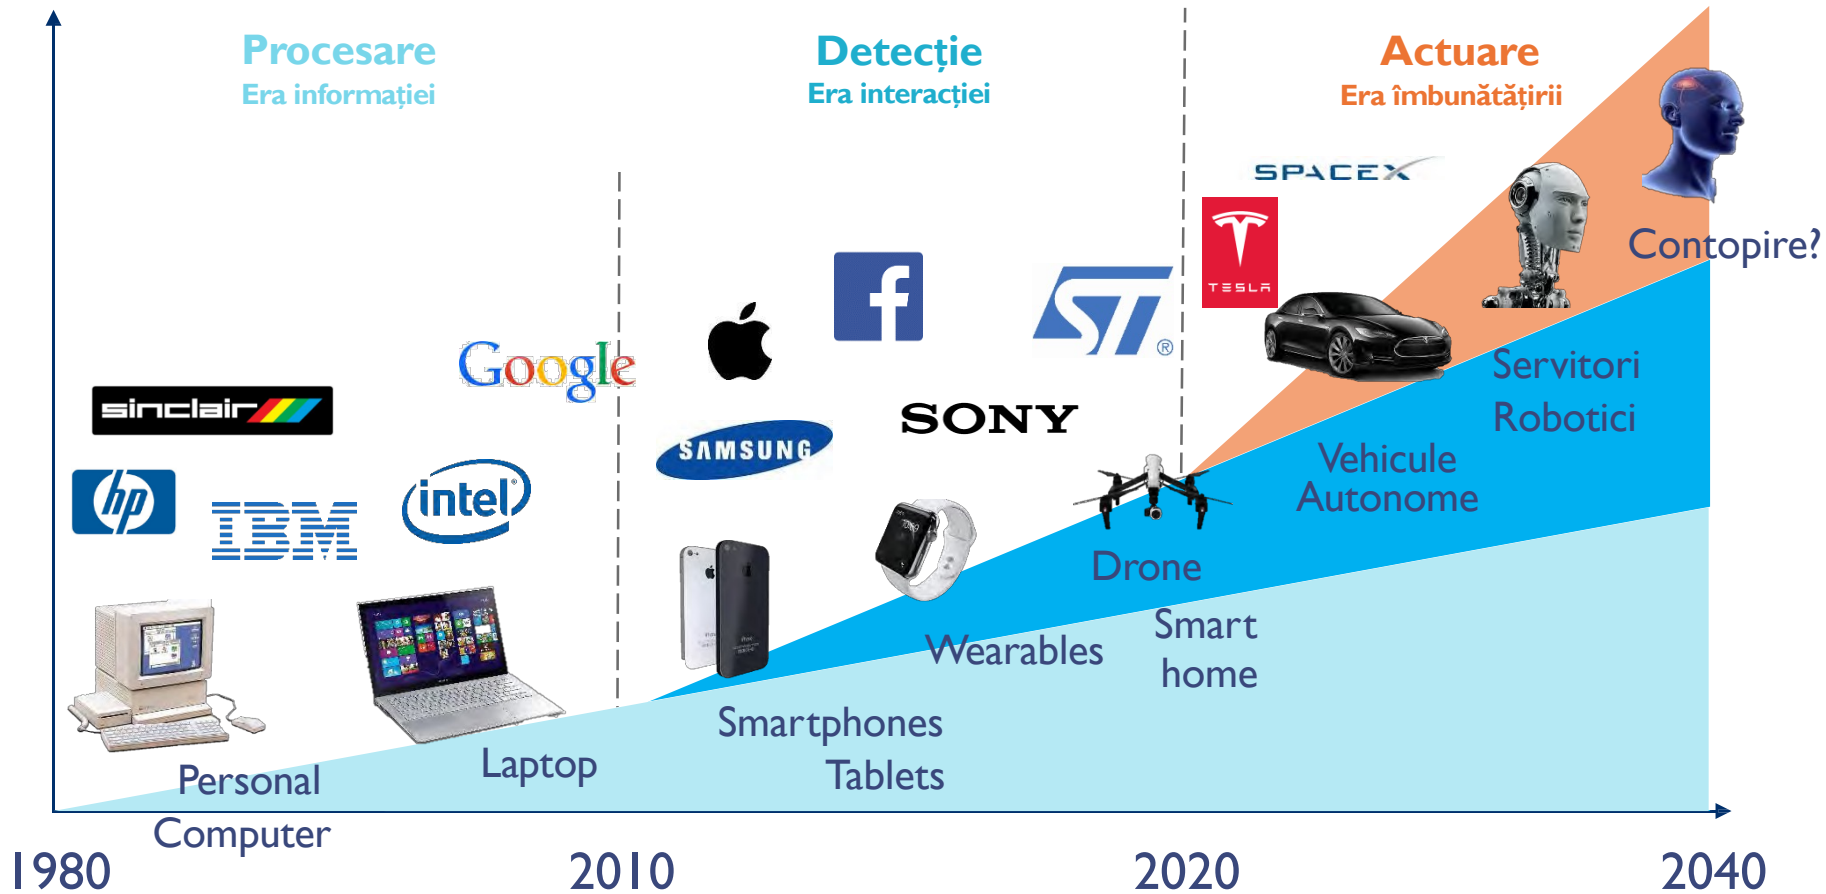 Procesare
Era informației
Detecție
Era interacției
Actuare
Era îmbunătățirii
SPACEX
TESLA
Contopire?
Google
sinclair
SAMSUNG
SONY
ST®
hp
IBM
intel
Servitori
Robotici
Vehicule
Autonome
Drone
Smart
home
Wearables
Smartphones
Tablets
Laptop
Personal
Computer
1980
2010
2020
2040